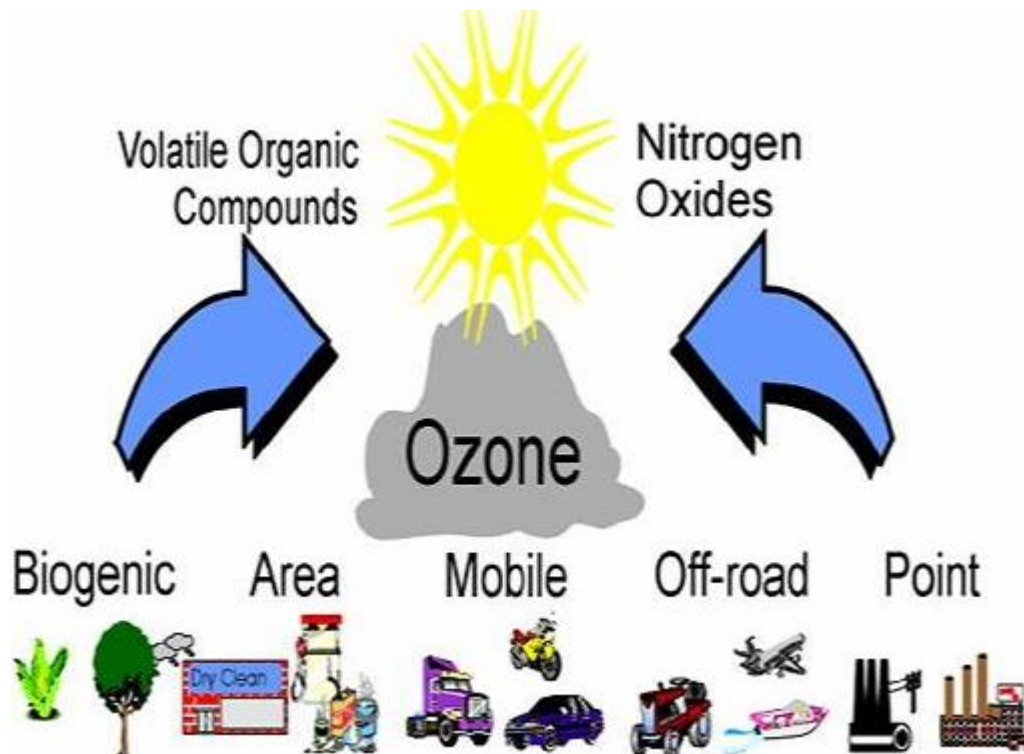 Volatile Organic
Compounds
Nitrogen
Oxides
Ozone
Biogenic
Area
Mobile
Off-road
Point
Dry Clean